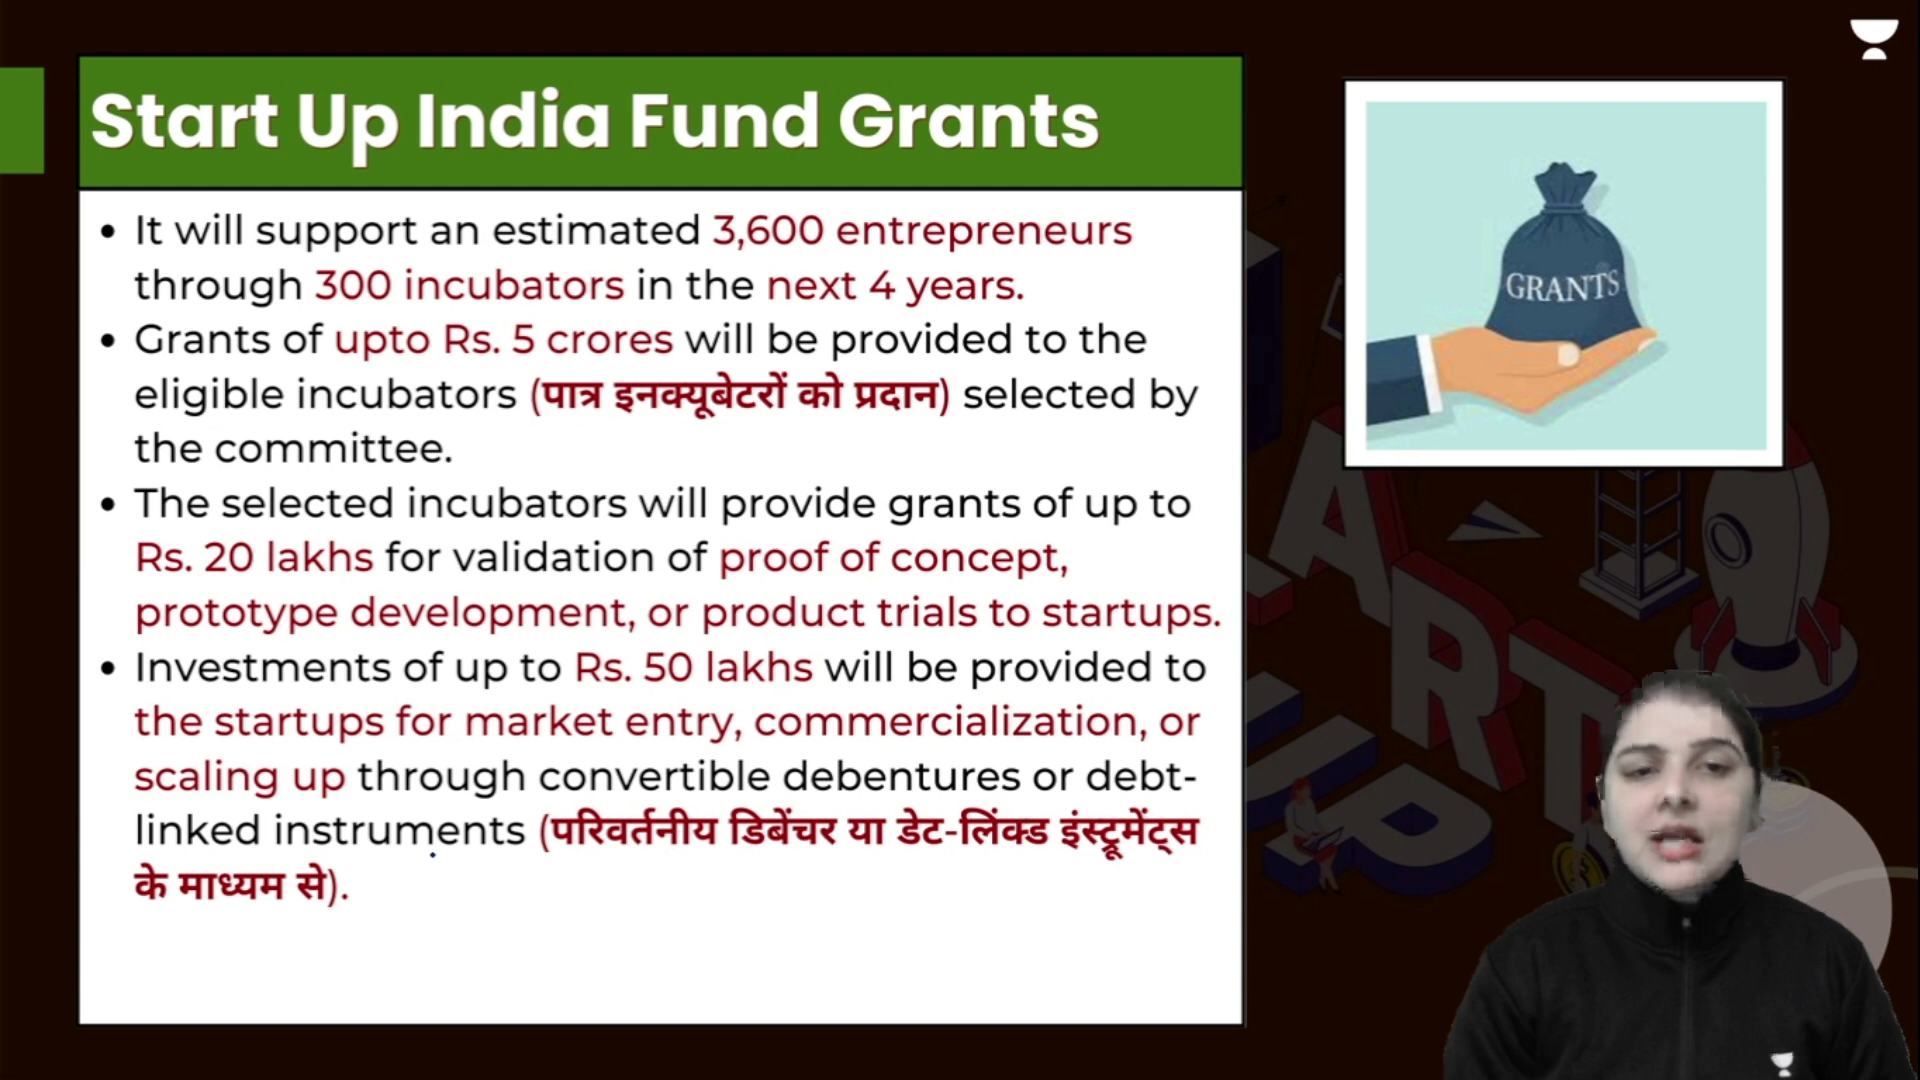 Start Up India Fund Grants
• It will support an estimated 3,600 entrepreneurs
through 300 incubators in the next 4 years.
• Grants of upto Rs. 5 crores will be provided to the
eligible incubators (पात्र इनक्यूबेटरों को प्रदान) selected by
the committee.
• The selected incubators will provide grants of up to
Rs. 20 lakhs for validation of proof of concept,
prototype development, or product trials to startups.
• Investments of up to Rs. 50 lakhs will be provided to
the startups for market entry, commercialization, or
scaling up through convertible debentures or debt-
linked instruments (परिवर्तनीय डिबेंचर या डेट-लिंक्ड इंस्ट्रूमेंट्स
के माध्यम से).
GRANTS
ART
UP